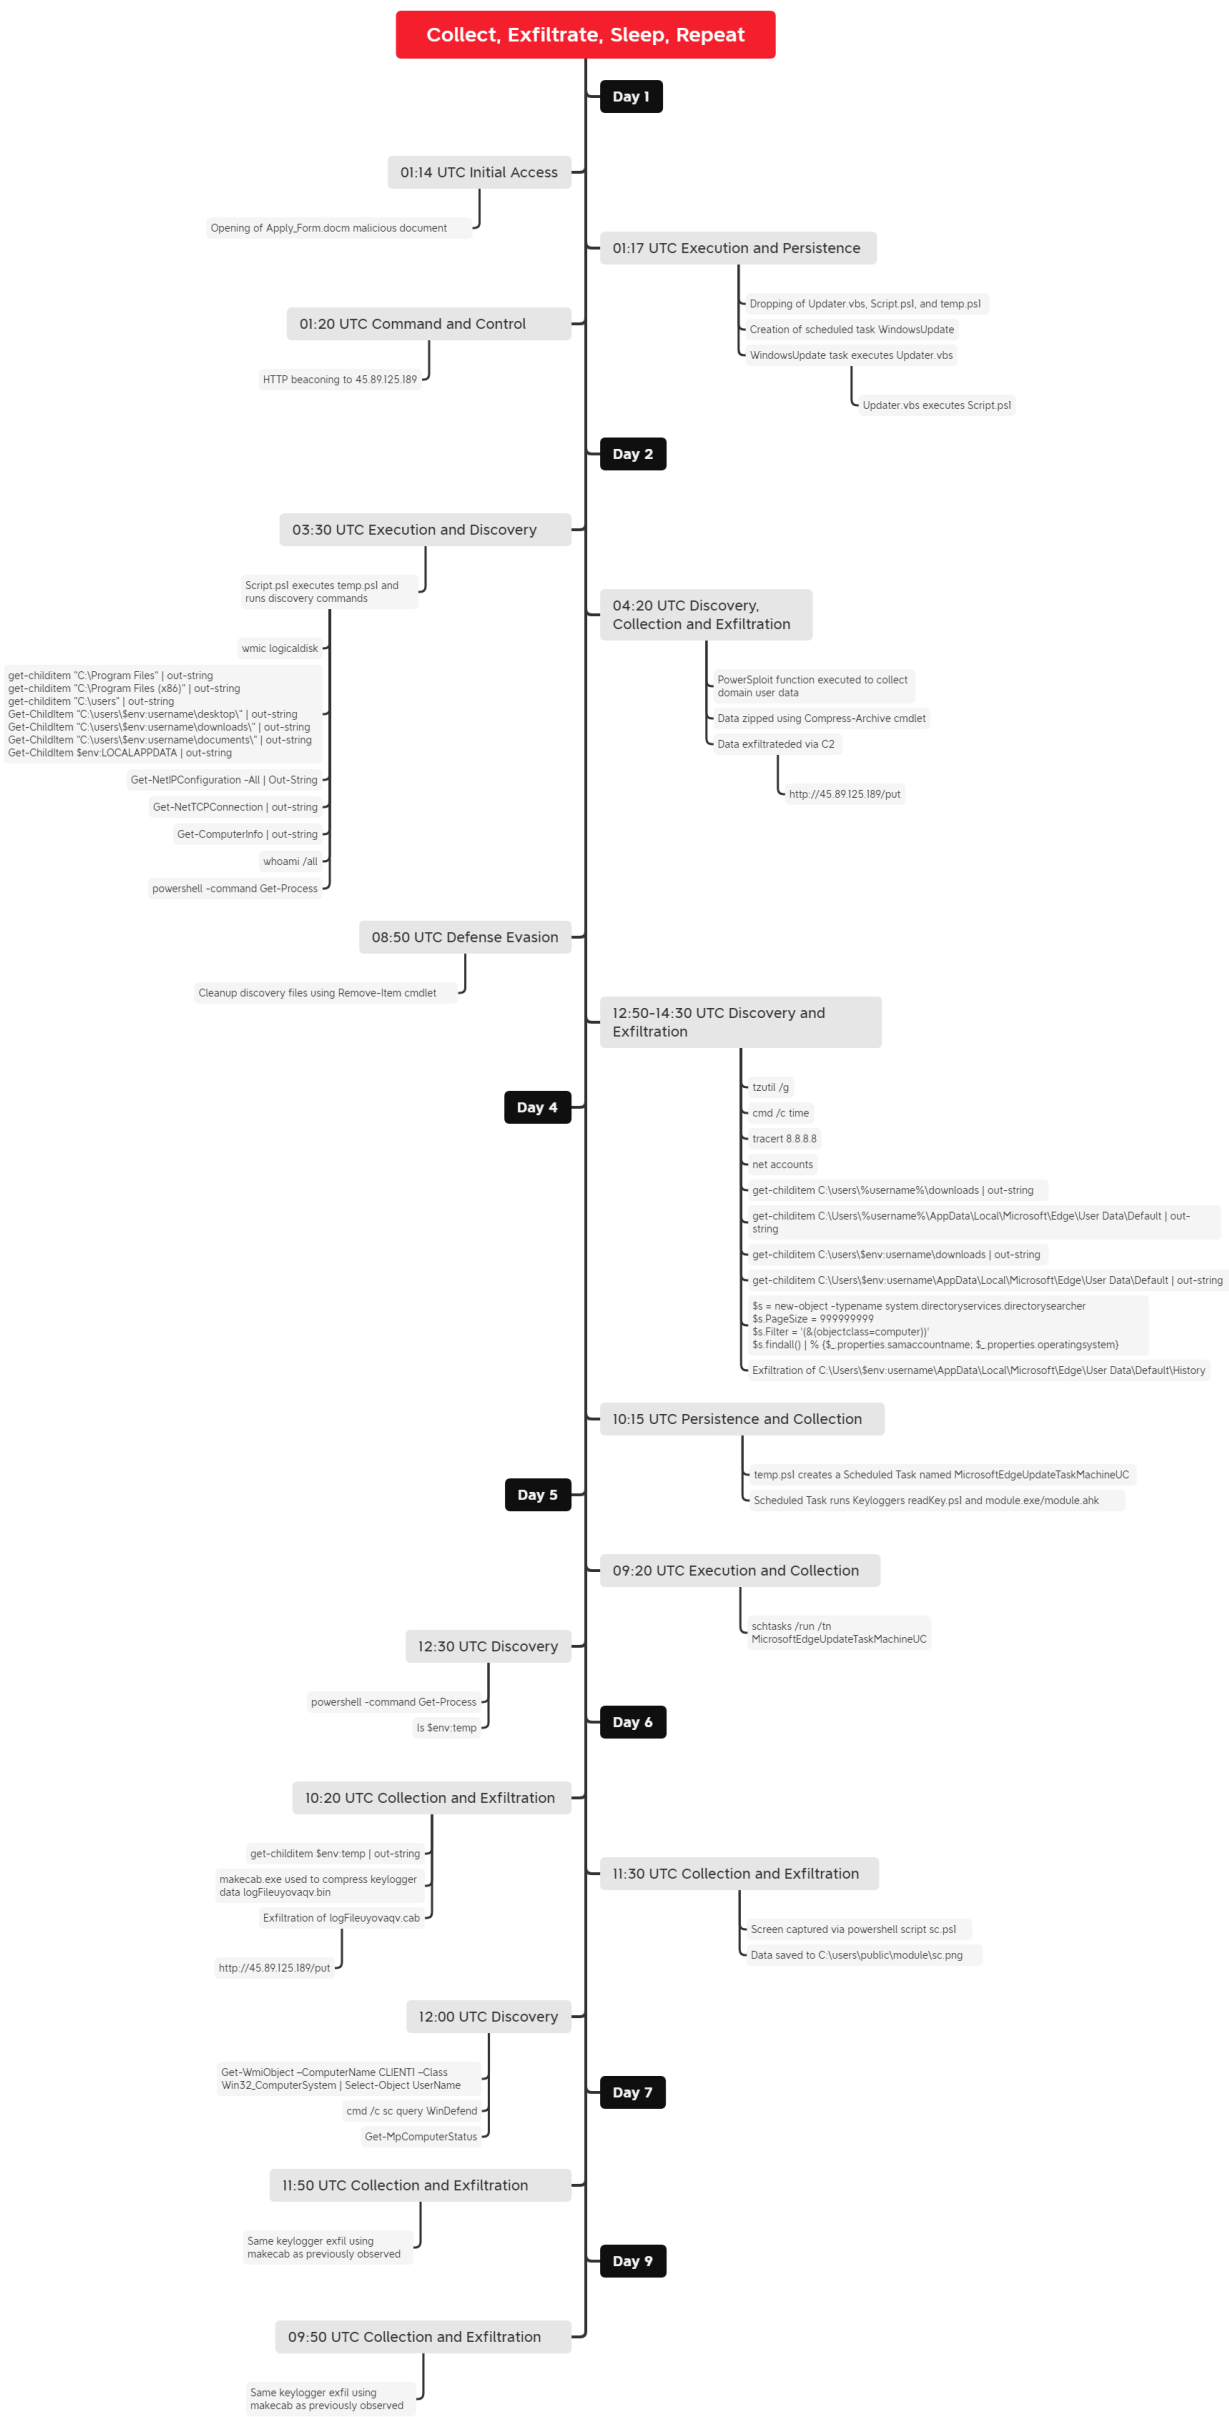 Collect, Exfiltrate, Sleep, Repeat
Day 1
01:14 UTC Initial Access
Opening of Apply_Form.docm malicious document
01:17 UTC Execution and Persistence
Dropping of Updater.vbs, Script.ps1, and temp.ps1
Creation of scheduled task WindowsUpdate
WindowsUpdate task executes Updater.vbs
Updater.vbs executes Script.ps1
01:20 UTC Command and Control
HTTP beaconing to 45.89.125.189
Day 2
03:30 UTC Execution and Discovery
Script.ps1 executes temp.ps1 and
runs discovery commands
wmic logicaldisk
get-childitem "C:\Program Files" | out-string
get-childitem "C:\Program Files (x86)" | out-string
get-childitem "C:\users" | out-string
Get-ChildItem "C:\users\$env:username\desktop\" | out-string
Get-ChildItem "C:\users\$env:username\downloads\" | out-string
Get-ChildItem "C:\users\$env:username\documents\" | out-string
Get-ChildItem $env:LOCALAPPDATA | out-string
Get-NetIPConfiguration -All | Out-String
Get-NetTCPConnection | out-string
Get-ComputerInfo | out-string
whoami /all
powershell -command Get-Process
04:20 UTC Discovery,
Collection and Exfiltration
PowerSploit function executed to collect
domain user data
Data zipped using Compress-Archive cmdlet
Data exfiltrateded via C2
http://45.89.125.189/put
08:50 UTC Defense Evasion
Cleanup discovery files using Remove-Item cmdlet
12:50-14:30 UTC Discovery and
Exfiltration
tzutil /g
cmd /c time
tracert 8.8.8.8
net accounts
get-childitem C:\users\%username%\downloads | out-string
get-childitem C:\Users\%username%\AppData\Local\Microsoft\Edge\User Data\Default | out-
string
get-childitem C:\users\$env:username\downloads | out-string
get-childitem C:\Users\$env:username\AppData\Local\Microsoft\Edge\User Data\Default | out-string
$s = new-object -typename system.directoryservices.directorysearcher
$s.PageSize = 999999999
$s.Filter = '(&(objectclass=computer))'
$s.findall() | % {$_.properties.samaccountname; $_.properties.operatingsystem}
Exfiltration of C:\Users\$env:username\AppData\Local\Microsoft\Edge\User Data\Default\History
Day 4
10:15 UTC Persistence and Collection
temp.ps1 creates a Scheduled Task named MicrosoftEdgeUpdateTaskMachineUC
Scheduled Task runs Keyloggers readKey.ps1 and module.exe/module.ahk
Day 5
09:20 UTC Execution and Collection
schtasks /run /tn
MicrosoftEdgeUpdateTaskMachineUC
12:30 UTC Discovery
powershell -command Get-Process
ls $env:temp
Day 6
10:20 UTC Collection and Exfiltration
get-childitem $env:temp | out-string
makecab.exe used to compress keylogger
data logFileuyovaqv.bin
Exfiltration of logFileuyovaqv.cab
http://45.89.125.189/put
11:30 UTC Collection and Exfiltration
Screen captured via powershell script sc.ps1
Data saved to C:\users\public\module\sc.png
12:00 UTC Discovery
Get-WmiObject –ComputerName CLIENT1 –Class
Win32_ComputerSystem | Select-Object UserName
cmd /c sc query WinDefend
Get-MpComputerStatus
Day 7
11:50 UTC Collection and Exfiltration
Same keylogger exfil using
makecab as previously observed
Day 9
09:50 UTC Collection and Exfiltration
Same keylogger exfil using
makecab as previously observed